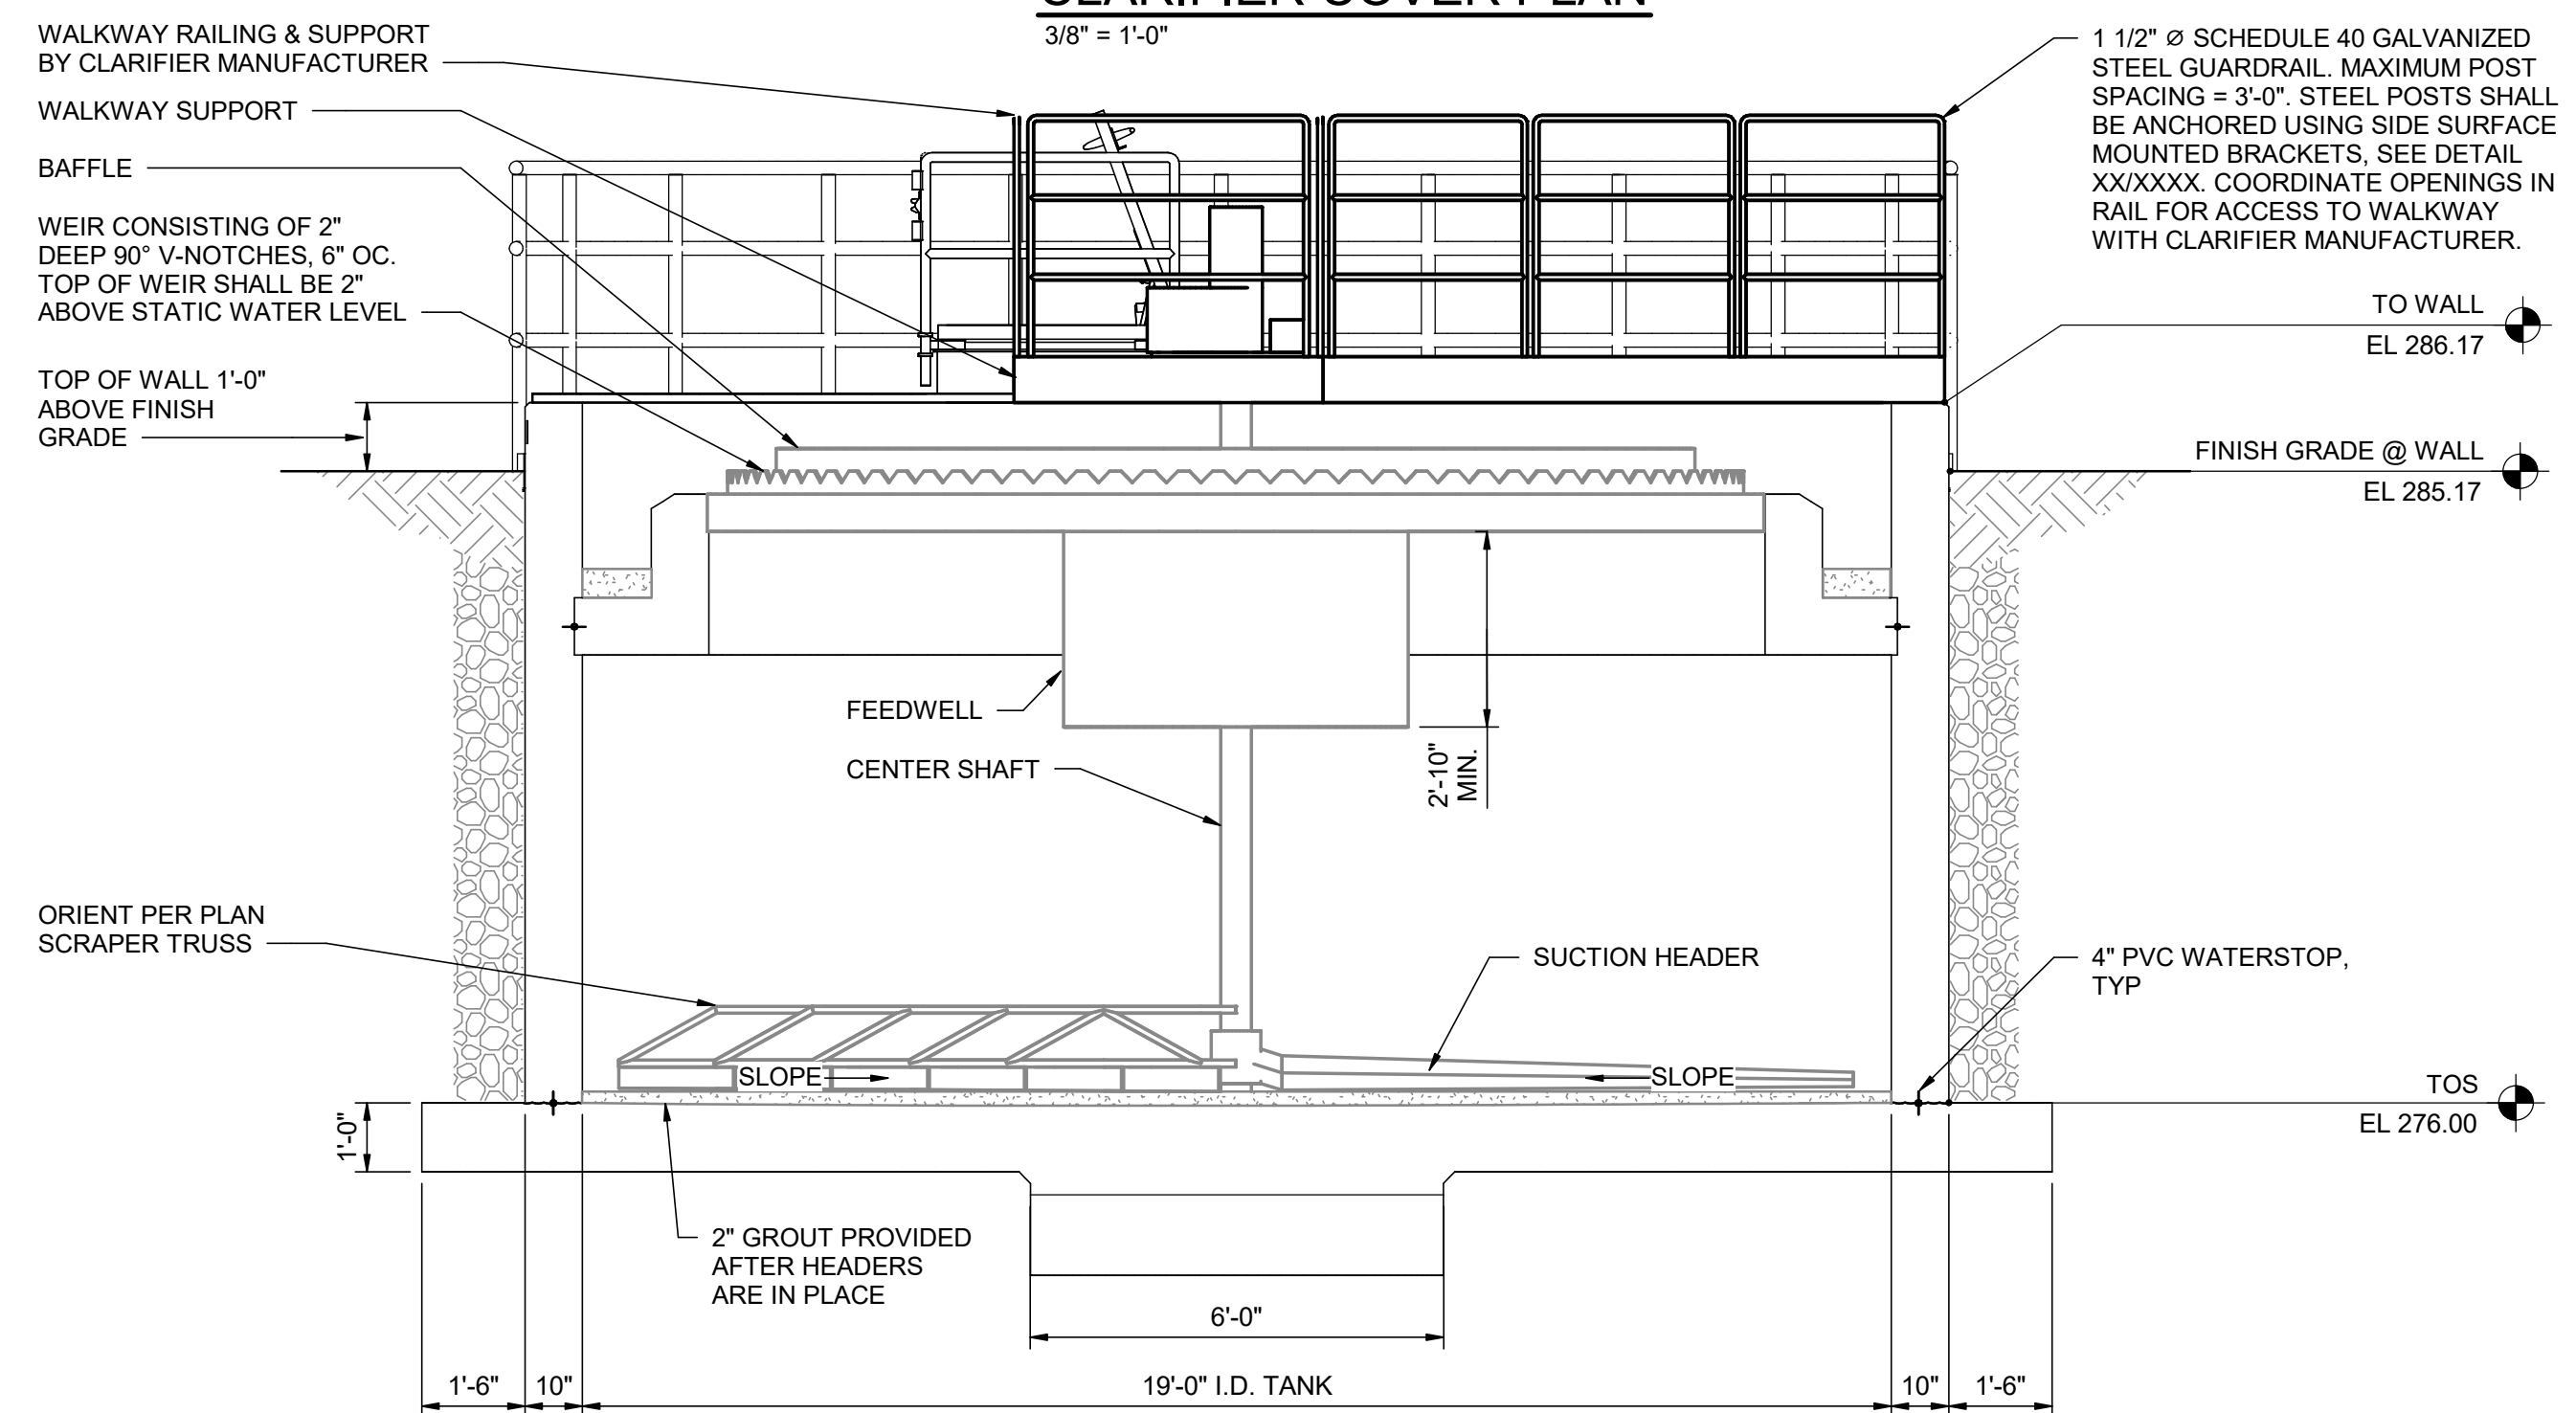 CLARIFIER COVER PLAN
3/8" = 1'-0"
WALKWAY RAILING & SUPPORT
BY CLARIFIER MANUFACTURER
WALKWAY SUPPORT
BAFFLE
WEIR CONSISTING OF 2"
DEEP 90° V-NOTCHES, 6" OC.
TOP OF WEIR SHALL BE 2"
ABOVE STATIC WATER LEVEL
TOP OF WALL 1'-0"
ABOVE FINISH
GRADE
1 1/2" ⌀ SCHEDULE 40 GALVANIZED
STEEL GUARDRAIL. MAXIMUM POST
SPACING = 3'-0". STEEL POSTS SHALL
BE ANCHORED USING SIDE SURFACE
MOUNTED BRACKETS, SEE DETAIL
XX/XXXX. COORDINATE OPENINGS IN
RAIL FOR ACCESS TO WALKWAY
WITH CLARIFIER MANUFACTURER.
TO WALL
EL 286.17
FINISH GRADE @ WALL
EL 285.17
FEEDWELL
CENTER SHAFT
2'-10"
MIN.
ORIENT PER PLAN
SCRAPER TRUSS
SUCTION HEADER
4" PVC WATERSTOP,
TYP
SLOPE
SLOPE
TOS
EL 276.00
1'-0"
2" GROUT PROVIDED
AFTER HEADERS
ARE IN PLACE
6'-0"
1'-6"
10"
19'-0" I.D. TANK
10"
1'-6"